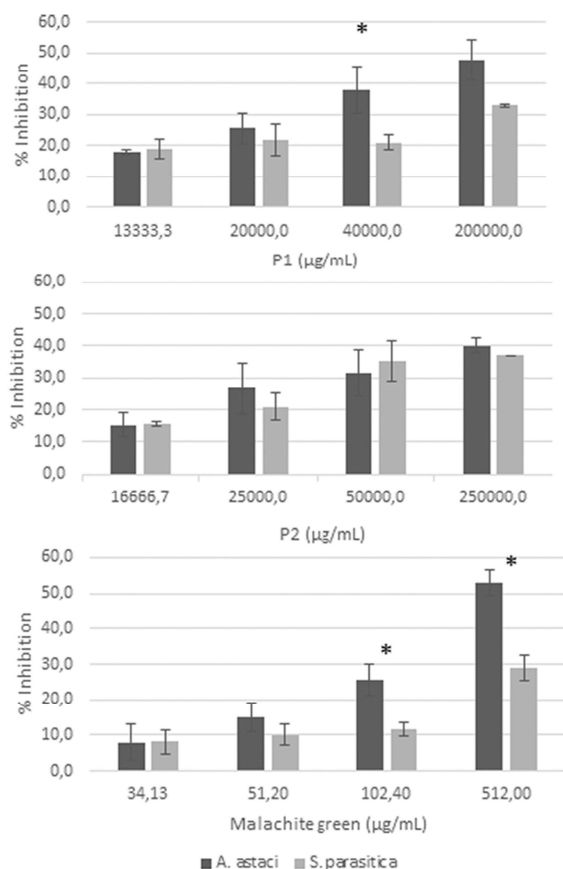 60,0
50,0
40,0
30,0
20,0
10,0
0,0
% Inhibition
*
13333,3 20000,0 40000,0 200000,0
P1 (µg/mL)
60,0
50,0
40,0
30,0
20,0
10,0
0,0
% Inhibition
16666,7 25000,0 50000,0 250000,0
P2 (µg/mL)
60,0
50,0
40,0
30,0
20,0
10,0
0,0
% Inhibition
*
*
34,13 51,20 102,40 512,00
Malachite green (µg/mL)
A. astaci S. parasitica